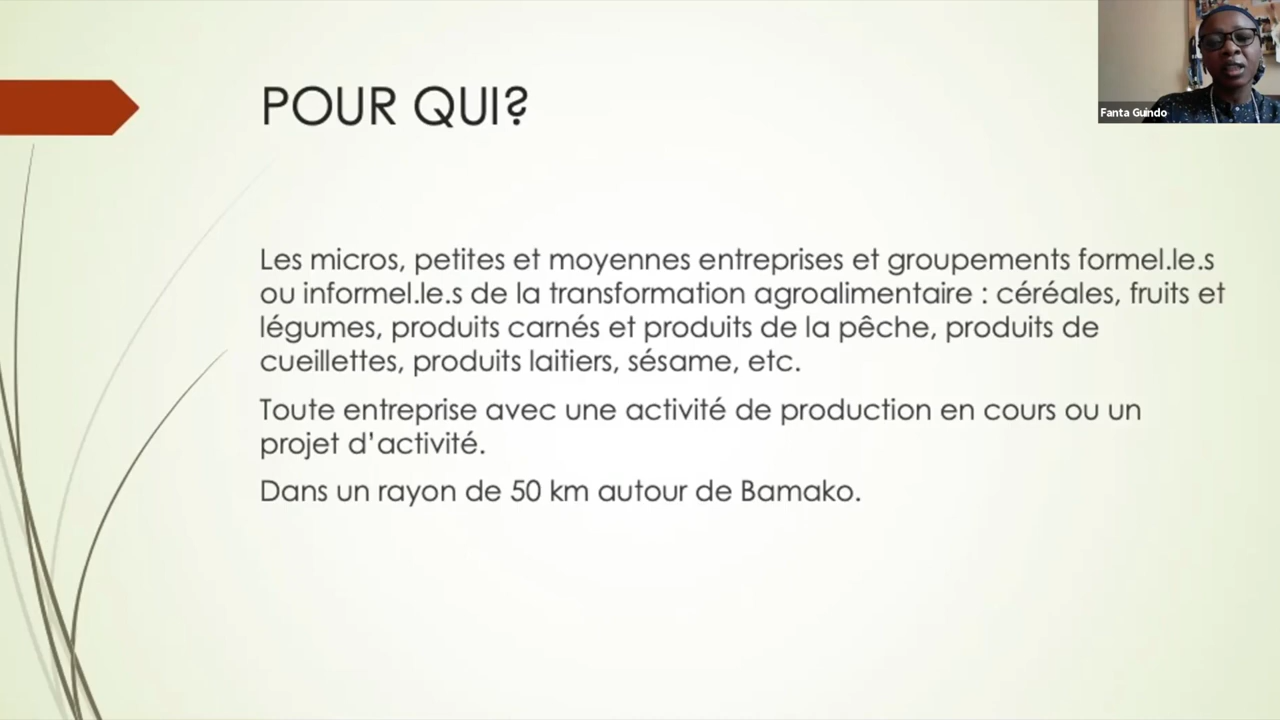 POUR QUI?
Fanta Guindo
Les micros, petites et moyennes entreprises et groupements formel.le.s
ou informel.le.s de la transformation agroalimentaire : céréales, fruits et
légumes, produits carnés et produits de la pêche, produits de
cueillettes, produits laitiers, sésame, etc.
Toute entreprise avec une activité de production en cours ou un
projet d’activité.
Dans un rayon de 50 km autour de Bamako.